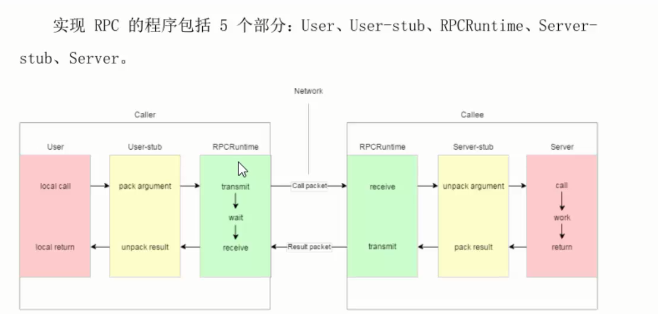 实现 RPC 的程序包括 5 个部分：User、User-stub、RPCRuntime、Server-
stub、Server。
Network
Caller
Callee
User
User-stub
RPCRuntime
RPCRuntime
Server-stub
Server
local call
pack argument
transmit
Call packet
receive
unpack argument
call
wait
work
local return
unpack result
receive
Result packet
transmit
pack result
return